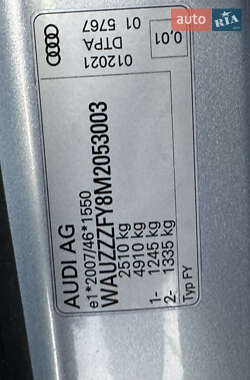 AUDI AG
e1*2007/46*1550
WAUZZZFY8M2053003
2510 kg
4910 kg
1- 1245 kg
2- 1335 kg
Typ FY
012021
DTPA
01 5767
0,01
auto
RIA